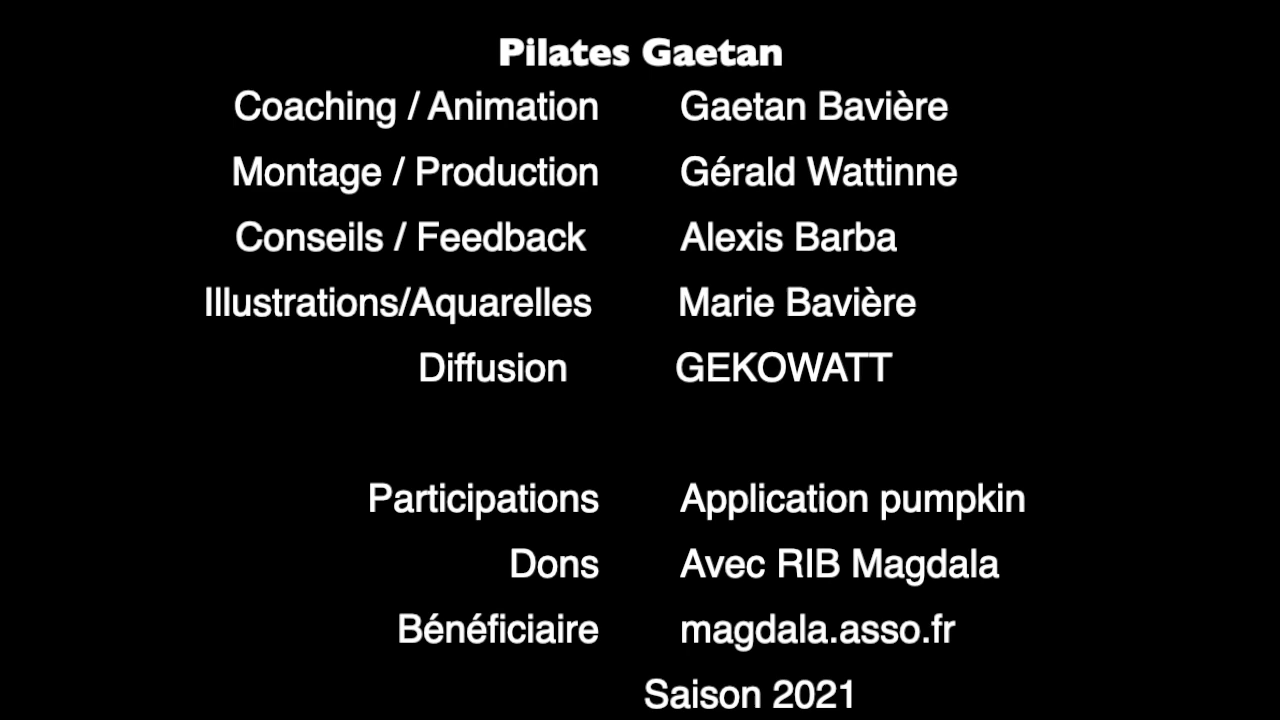 Pilates Gaetan
Coaching / Animation Gaetan Bavière
Montage / Production Gérald Wattinne
Conseils / Feedback Alexis Barba
Illustrations/Aquarelles Marie Bavière
Diffusion GEKOWATT
Participations Application pumpkin
Dons Avec RIB Magdala
Bénéficiaire magdala.asso.fr
Saison 2021